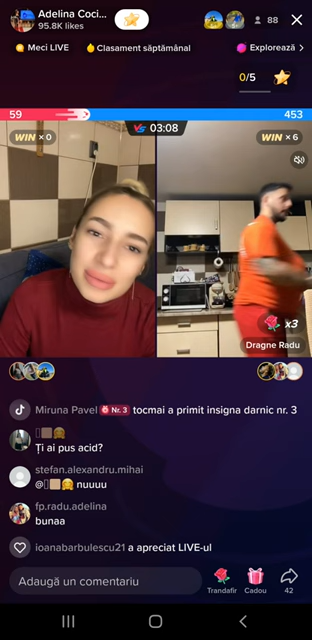 Adelina Coci...
95.8K likes
88
Meci LIVE
Clasament săptămânal
Explorează >
0/5
59
453
WIN × 0
VS 03:08
WIN × 6
x3
Dragne Radu
Miruna Pavel Nr. 3 tocmai a primit insigna darnic nr. 3
Ți ai pus acid?
stefan.alexandru.mihai
@ nuuuu
fp.radu.adelina
bunaa
ioanabarbulescu21 a apreciat LIVE-ul
Adaugă un comentariu
Trandafir
Cadou
42